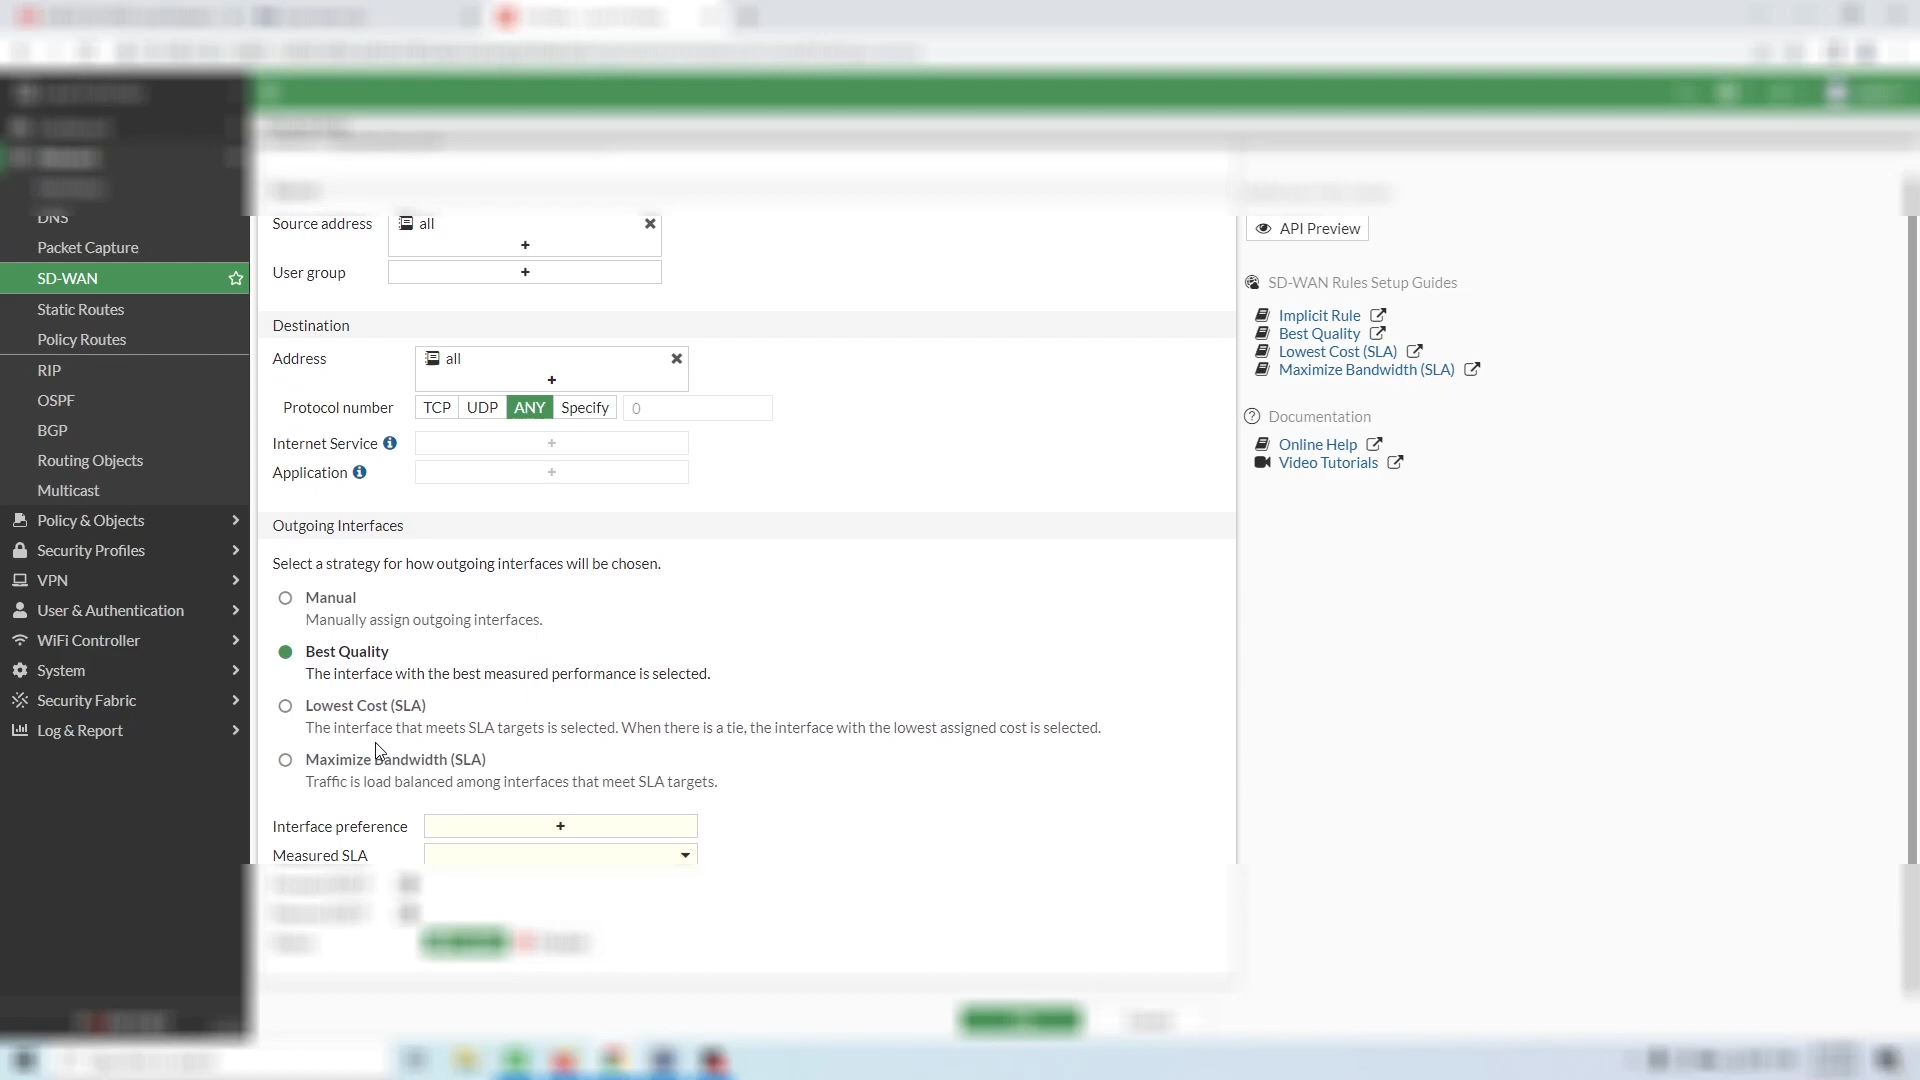 DNS
Packet Capture
SD-WAN
Static Routes
Policy Routes
RIP
OSPF
BGP
Routing Objects
Multicast
Policy & Objects
Security Profiles
VPN
User & Authentication
WiFi Controller
System
Security Fabric
Log & Report
Source address all
User group
Destination
Address all
Protocol number TCP UDP ANY Specify 0
Internet Service
Application
Outgoing Interfaces
Select a strategy for how outgoing interfaces will be chosen.
Manual
Manually assign outgoing interfaces.
Best Quality
The interface with the best measured performance is selected.
Lowest Cost (SLA)
The interface that meets SLA targets is selected. When there is a tie, the interface with the lowest assigned cost is selected.
Maximize Bandwidth (SLA)
Traffic is load balanced among interfaces that meet SLA targets.
Interface preference
Measured SLA
API Preview
SD-WAN Rules Setup Guides
Implicit Rule
Best Quality
Lowest Cost (SLA)
Maximize Bandwidth (SLA)
Documentation
Online Help
Video Tutorials